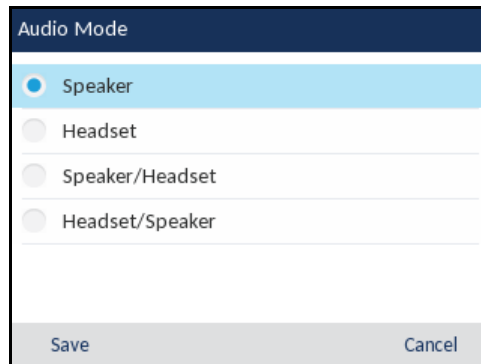 Audio Mode
Speaker
Headset
Speaker/Headset
Headset/Speaker
Save Cancel